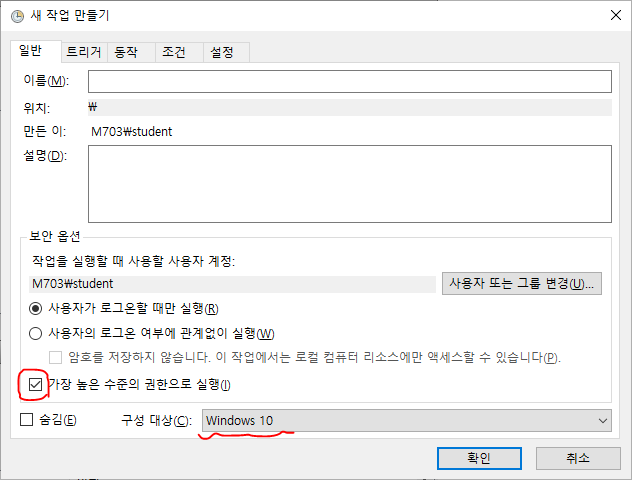 새 작업 만들기
일반 트리거 동작 조건 설정
이름(M):
위치: \
만든 이: M703\student
설명(D):
보안 옵션
작업을 실행할 때 사용할 사용자 계정:
M703\student 사용자 또는 그룹 변경(U)...
사용자가 로그온할 때만 실행(R)
사용자의 로그온 여부에 관계없이 실행(W)
암호를 저장하지 않습니다. 이 작업에서는 로컬 컴퓨터 리소스에만 액세스할 수 있습니다(P).
가장 높은 수준의 권한으로 실행(I)
숨김(E) 구성 대상(C): Windows 10
확인 취소